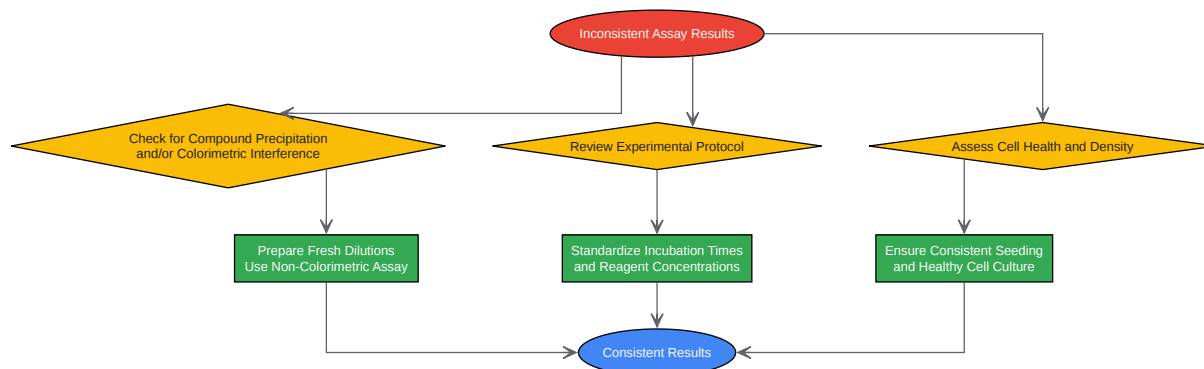 Inconsistent Assay Results
Check for Compound Precipitation
and/or Colorimetric Interference
Review Experimental Protocol
Assess Cell Health and Density
Prepare Fresh Dilutions
Use Non-Colorimetric Assay
Standardize Incubation Times
and Reagent Concentrations
Ensure Consistent Seeding
and Healthy Cell Culture
Consistent Results